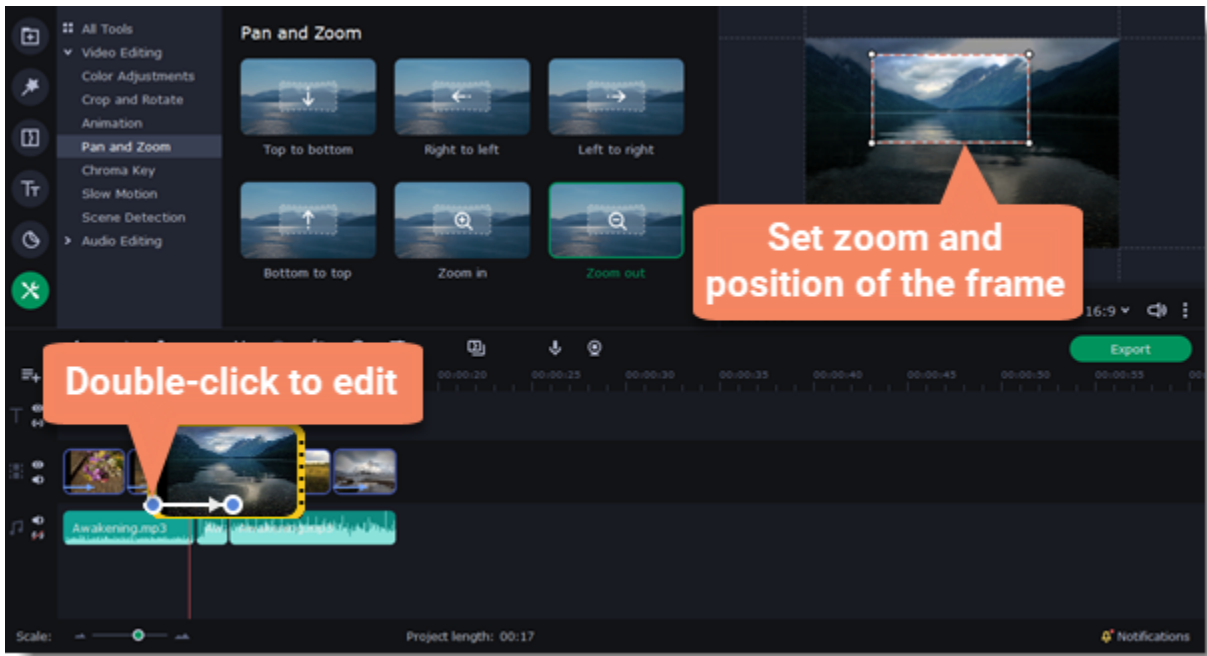 All Tools
Video Editing
Color Adjustments
Crop and Rotate
Animation
Pan and Zoom
Chroma Key
Slow Motion
Scene Detection
Audio Editing
Pan and Zoom
Top to bottom
Right to left
Left to right
Bottom to top
Zoom in
Zoom out
Set zoom and
position of the frame
16:9
Export
Double-click to edit
00:00:20 00:00:25 00:00:30 00:00:35 00:00:40 00:00:45 00:00:50 00:00:55
Awakening.mp3
Scale:
Project length: 00:17
Notifications